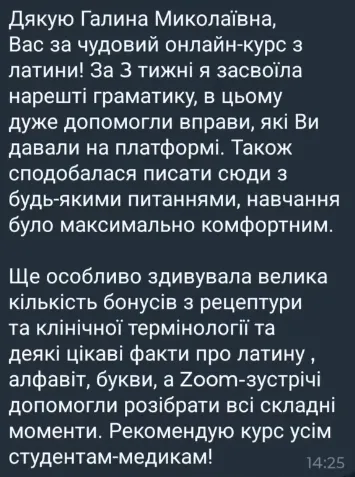 Дякую Галина Миколаївна,
Вас за чудовий онлайн-курс з
латини! За 3 тижні я засвоїла
нарешті граматику, в цьому
дуже допомогли вправи, які Ви
давали на платформі. Також
сподобалася писати сюди з
будь-якими питаннями, навчання
було максимально комфортним.

Ще особливо здивувала велика
кількість бонусів з рецептури
та клінічної термінології та
деякі цікаві факти про латину ,
алфавіт, букви, а Zoom-зустрічі
допомогли розібрати всі складні
моменти. Рекомендую курс усім
студентам-медикам!
14:25